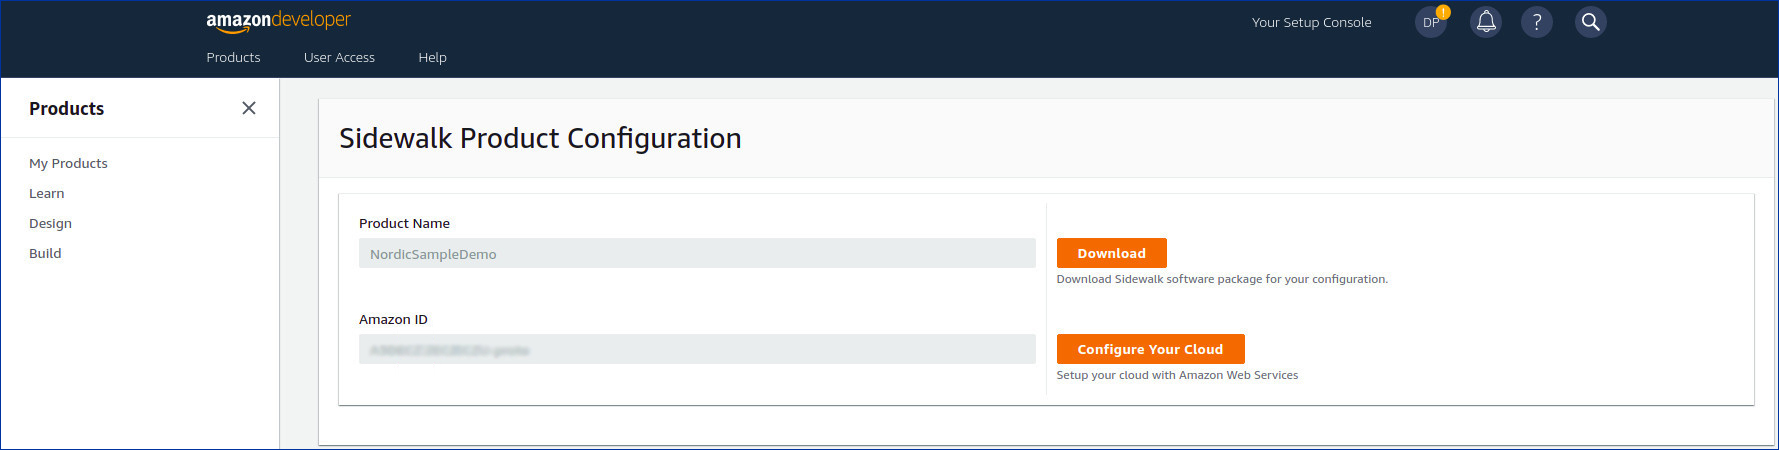 amazondeveloper
Your Setup Console
DP
!
?
Products
User Access
Help
Products
My Products
Learn
Design
Build
Sidewalk Product Configuration
Product Name
NordicSampleDemo
Download
Download Sidewalk software package for your configuration.
Amazon ID
Configure Your Cloud
Setup your cloud with Amazon Web Services